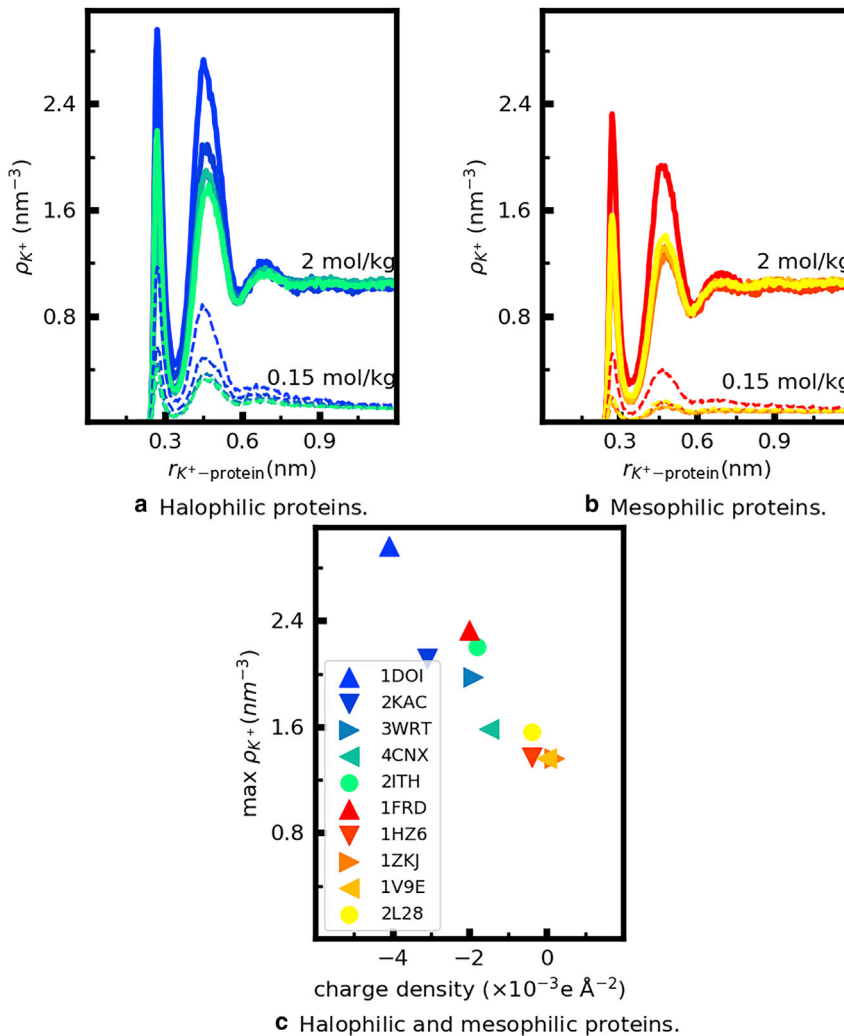 2.4
1.6
0.8
ρK⁺ (nm⁻³)
2 mol/kg
0.15 mol/kg
0.3 0.6 0.9
rK⁺−protein(nm)
a Halophilic proteins.
2.4
1.6
0.8
ρK⁺ (nm⁻³)
2 mol/kg
0.15 mol/kg
0.3 0.6 0.9
rK⁺−protein(nm)
b Mesophilic proteins.
2.4
1.6
0.8
max ρK⁺(nm⁻³)
1DOI
2KAC
3WRT
4CNX
2ITH
1FRD
1HZ6
1ZKJ
1V9E
2L28
−4 −2 0
charge density (×10⁻³e Å⁻²)
c Halophilic and mesophilic proteins.